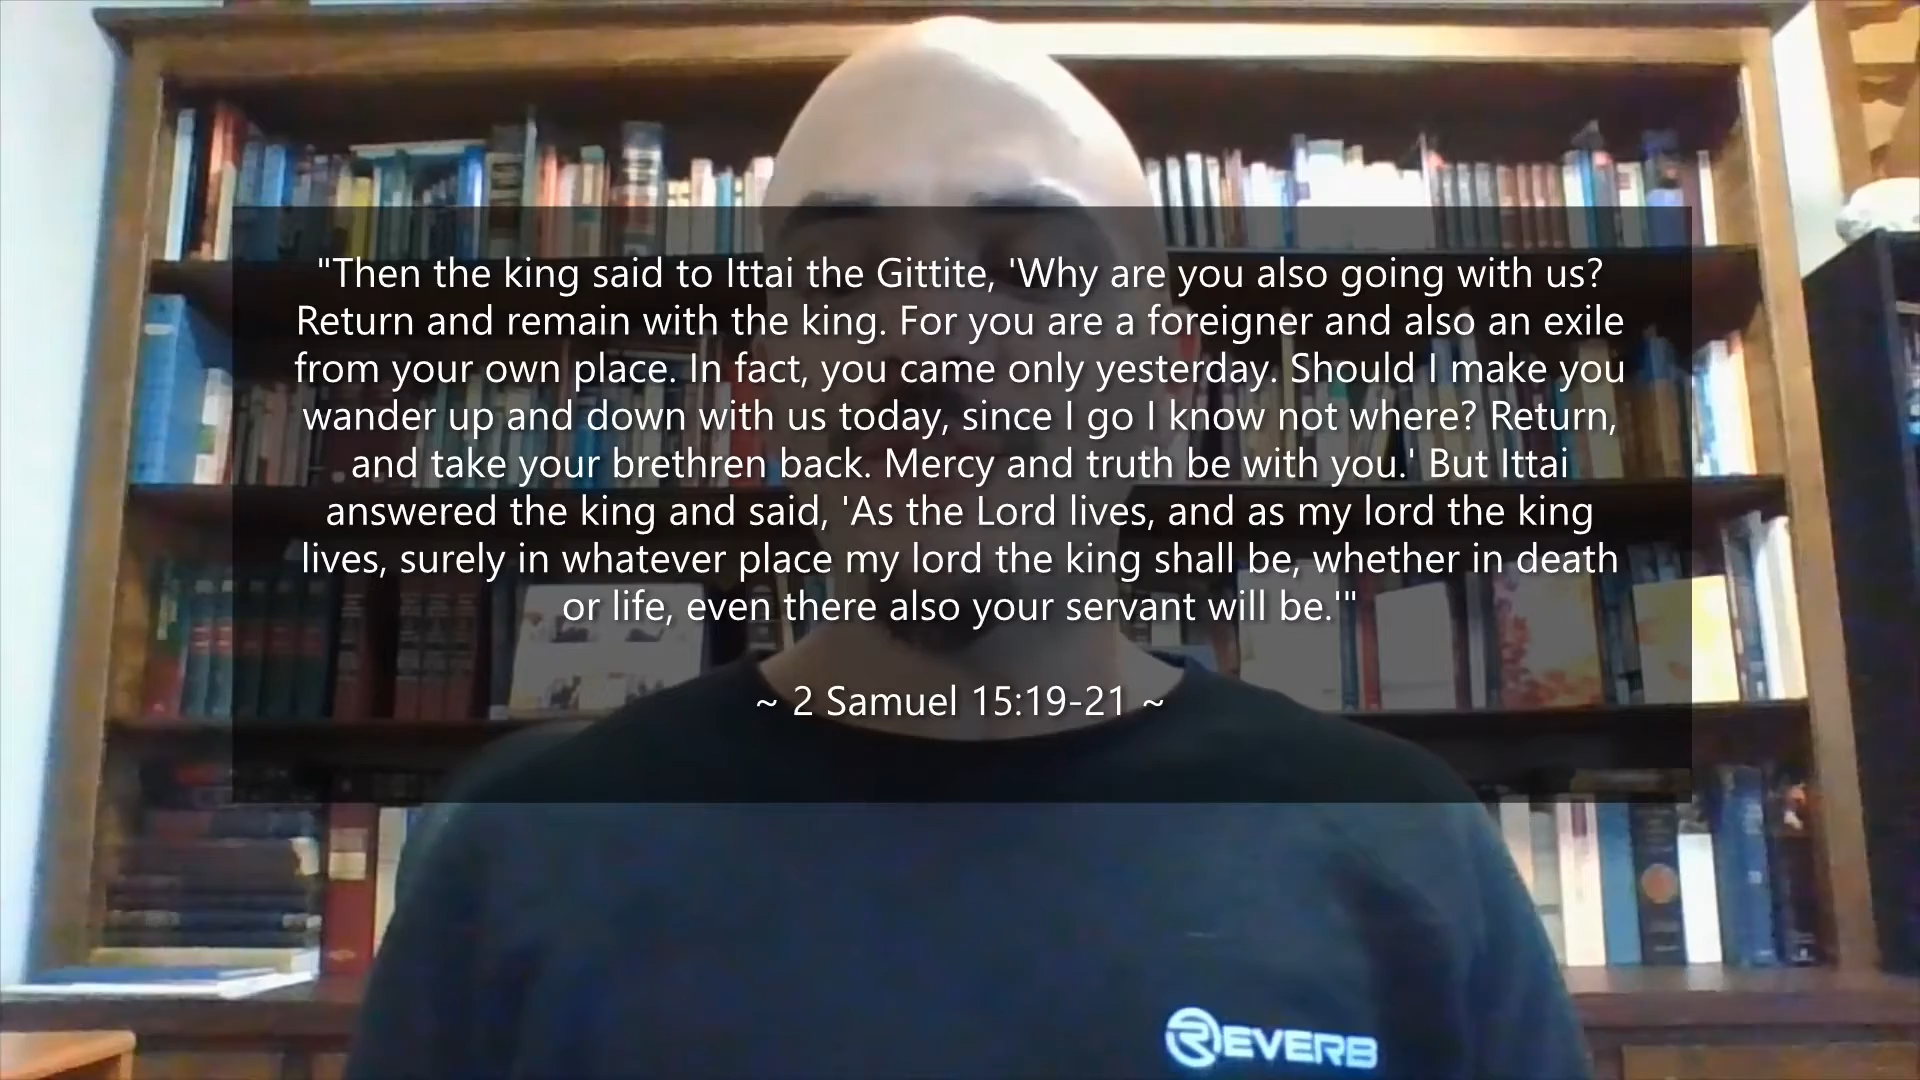 "Then the king said to Ittai the Gittite, 'Why are you also going with us?
Return and remain with the king. For you are a foreigner and also an exile
from your own place. In fact, you came only yesterday. Should I make you
wander up and down with us today, since I go I know not where? Return,
and take your brethren back. Mercy and truth be with you.' But Ittai
answered the king and said, 'As the Lord lives, and as my lord the king
lives, surely in whatever place my lord the king shall be, whether in death
or life, even there also your servant will be.'"
~ 2 Samuel 15:19-21 ~
REVERB